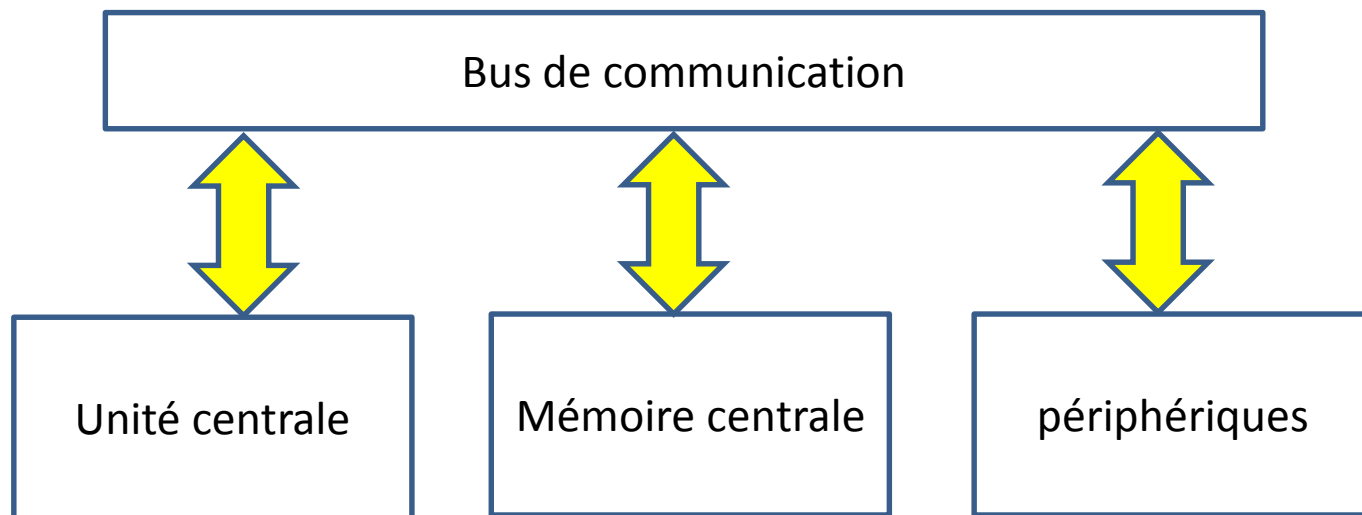 Bus de communication
Unité centrale
Mémoire centrale
périphériques